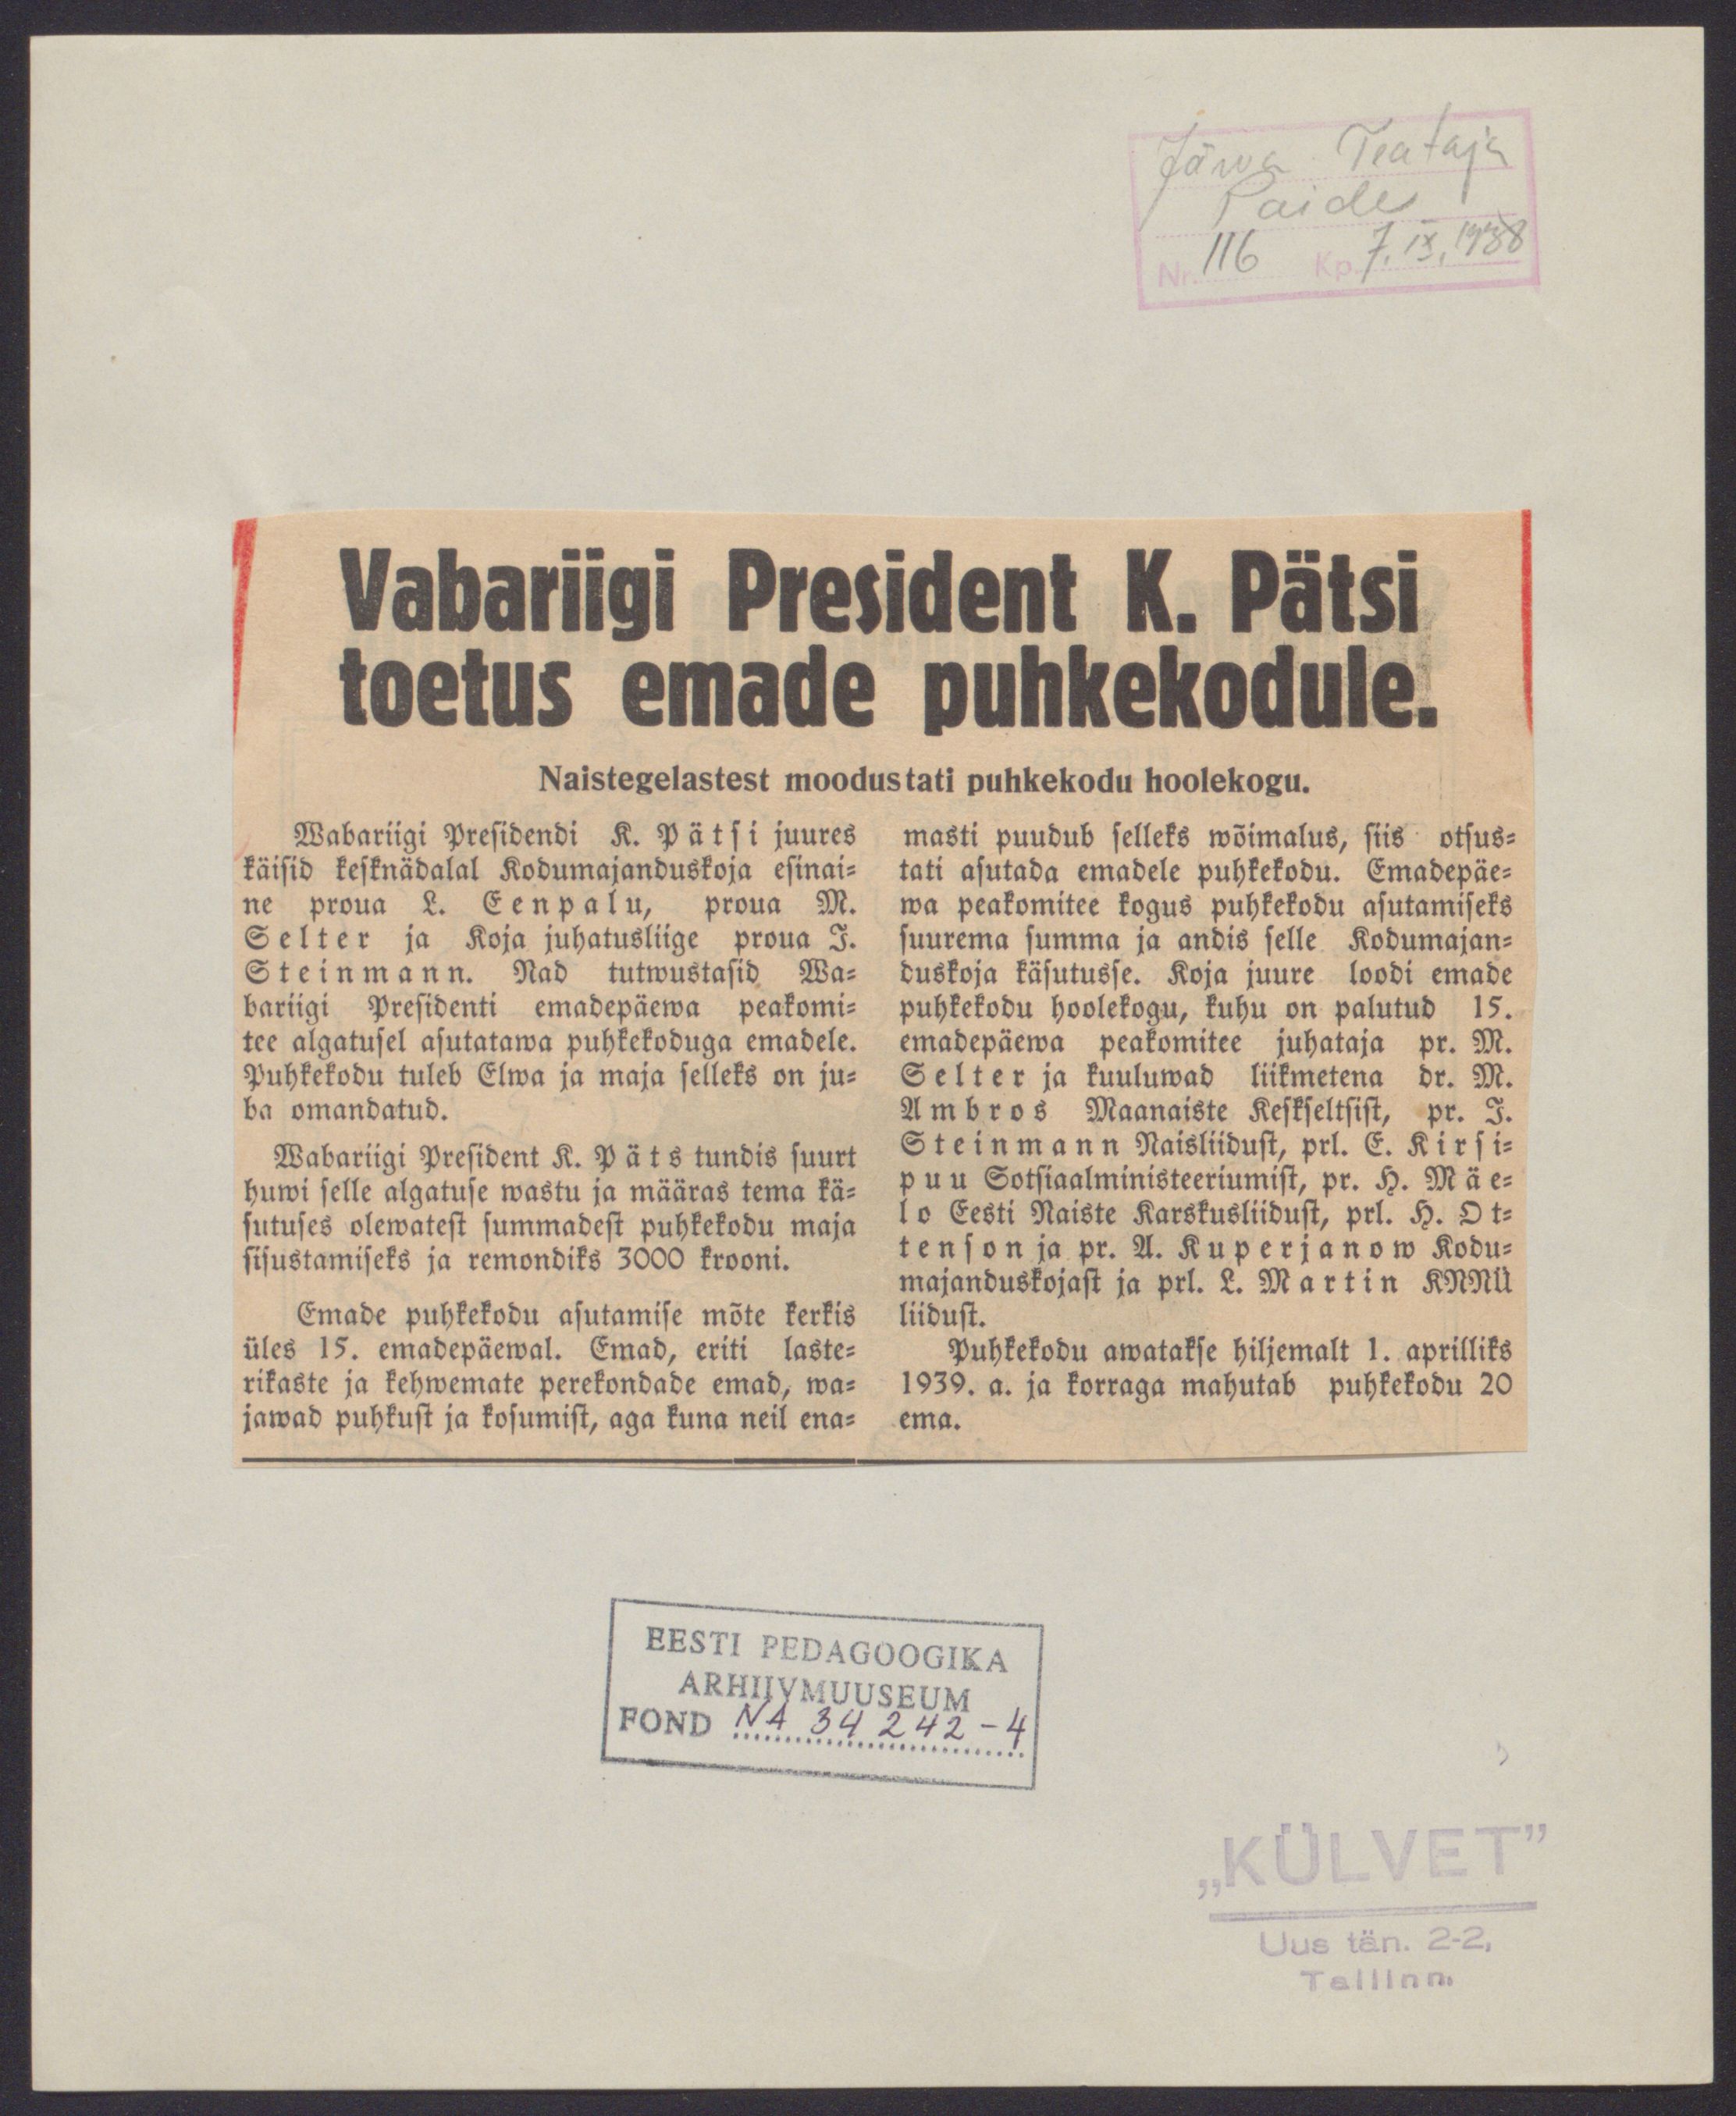 Järwa Teataja
Paide
Nr. 116 Kp. 7. IX. 1938
Vabariigi President K. Pätsi
toetus emade puhkekodule.
Naistegelastest moodustati puhkekodu hoolekogu.
Wabariigi Presidendi K. Pätsi juures
käisid kesknädalal Kodumajanduskoja esinai-
ne proua L. Eenpalu, proua M.
Selter ja Koja juhatusliige proua J.
Steinmann. Nad tutwustasid Wa-
bariigi Presidenti emadepäewa peakomi-
tee algatusel asutatawa puhkekoduga emadele.
Puhkekodu tuleb Elwa ja maja selleks on ju-
ba omandatud.
Wabariigi President K. Päts tundis suurt
huwi selle algatuse wastu ja määras tema kä-
sutuses olewatest summadest puhkekodu maja
sisustamiseks ja remondiks 3000 krooni.
Emade puhkekodu asutamise mõte kerkis
üles 15. emadepäewal. Emad, eriti laste-
rikaste ja kehwemate perekondade emad, wa-
jawad puhkust ja kosumist, aga kuna neil ena-
masti puudub selleks wõimalus, siis otsus-
tati asutada emadele puhkekodu. Emadepäe-
wa peakomitee kogus puhkekodu asutamiseks
suurema summa ja andis selle Kodumajan-
duskoja käsutusse. Koja juure loodi emade
puhkekodu hoolekogu, kuhu on palutud 15.
emadepäewa peakomitee juhataja pr. M.
Selter ja kuuluwad liikmetena dr. M.
Ambros Maanaiste Keskseltsist, pr. J.
Steinmann Naisliidust, prl. E. Kirsi-
puu Sotsiaalministeeriumist, pr. H. Mäe-
lo Eesti Naiste Karskusliidust, prl. H. Ot-
tenson ja pr. A. Kuperjanow Kodu-
majanduskojast ja prl. L. Martin KNNÜ
liidust.
Puhkekodu awatakse hiljemalt 1. aprilliks
1939. a. ja korraga mahutab puhkekodu 20
ema.
EESTI PEDAGOOGIKA
ARHIIVMUUSEUM
FOND NA 34242-4
„KÜLVET”
Uus tän. 2-2,
Tallinn.